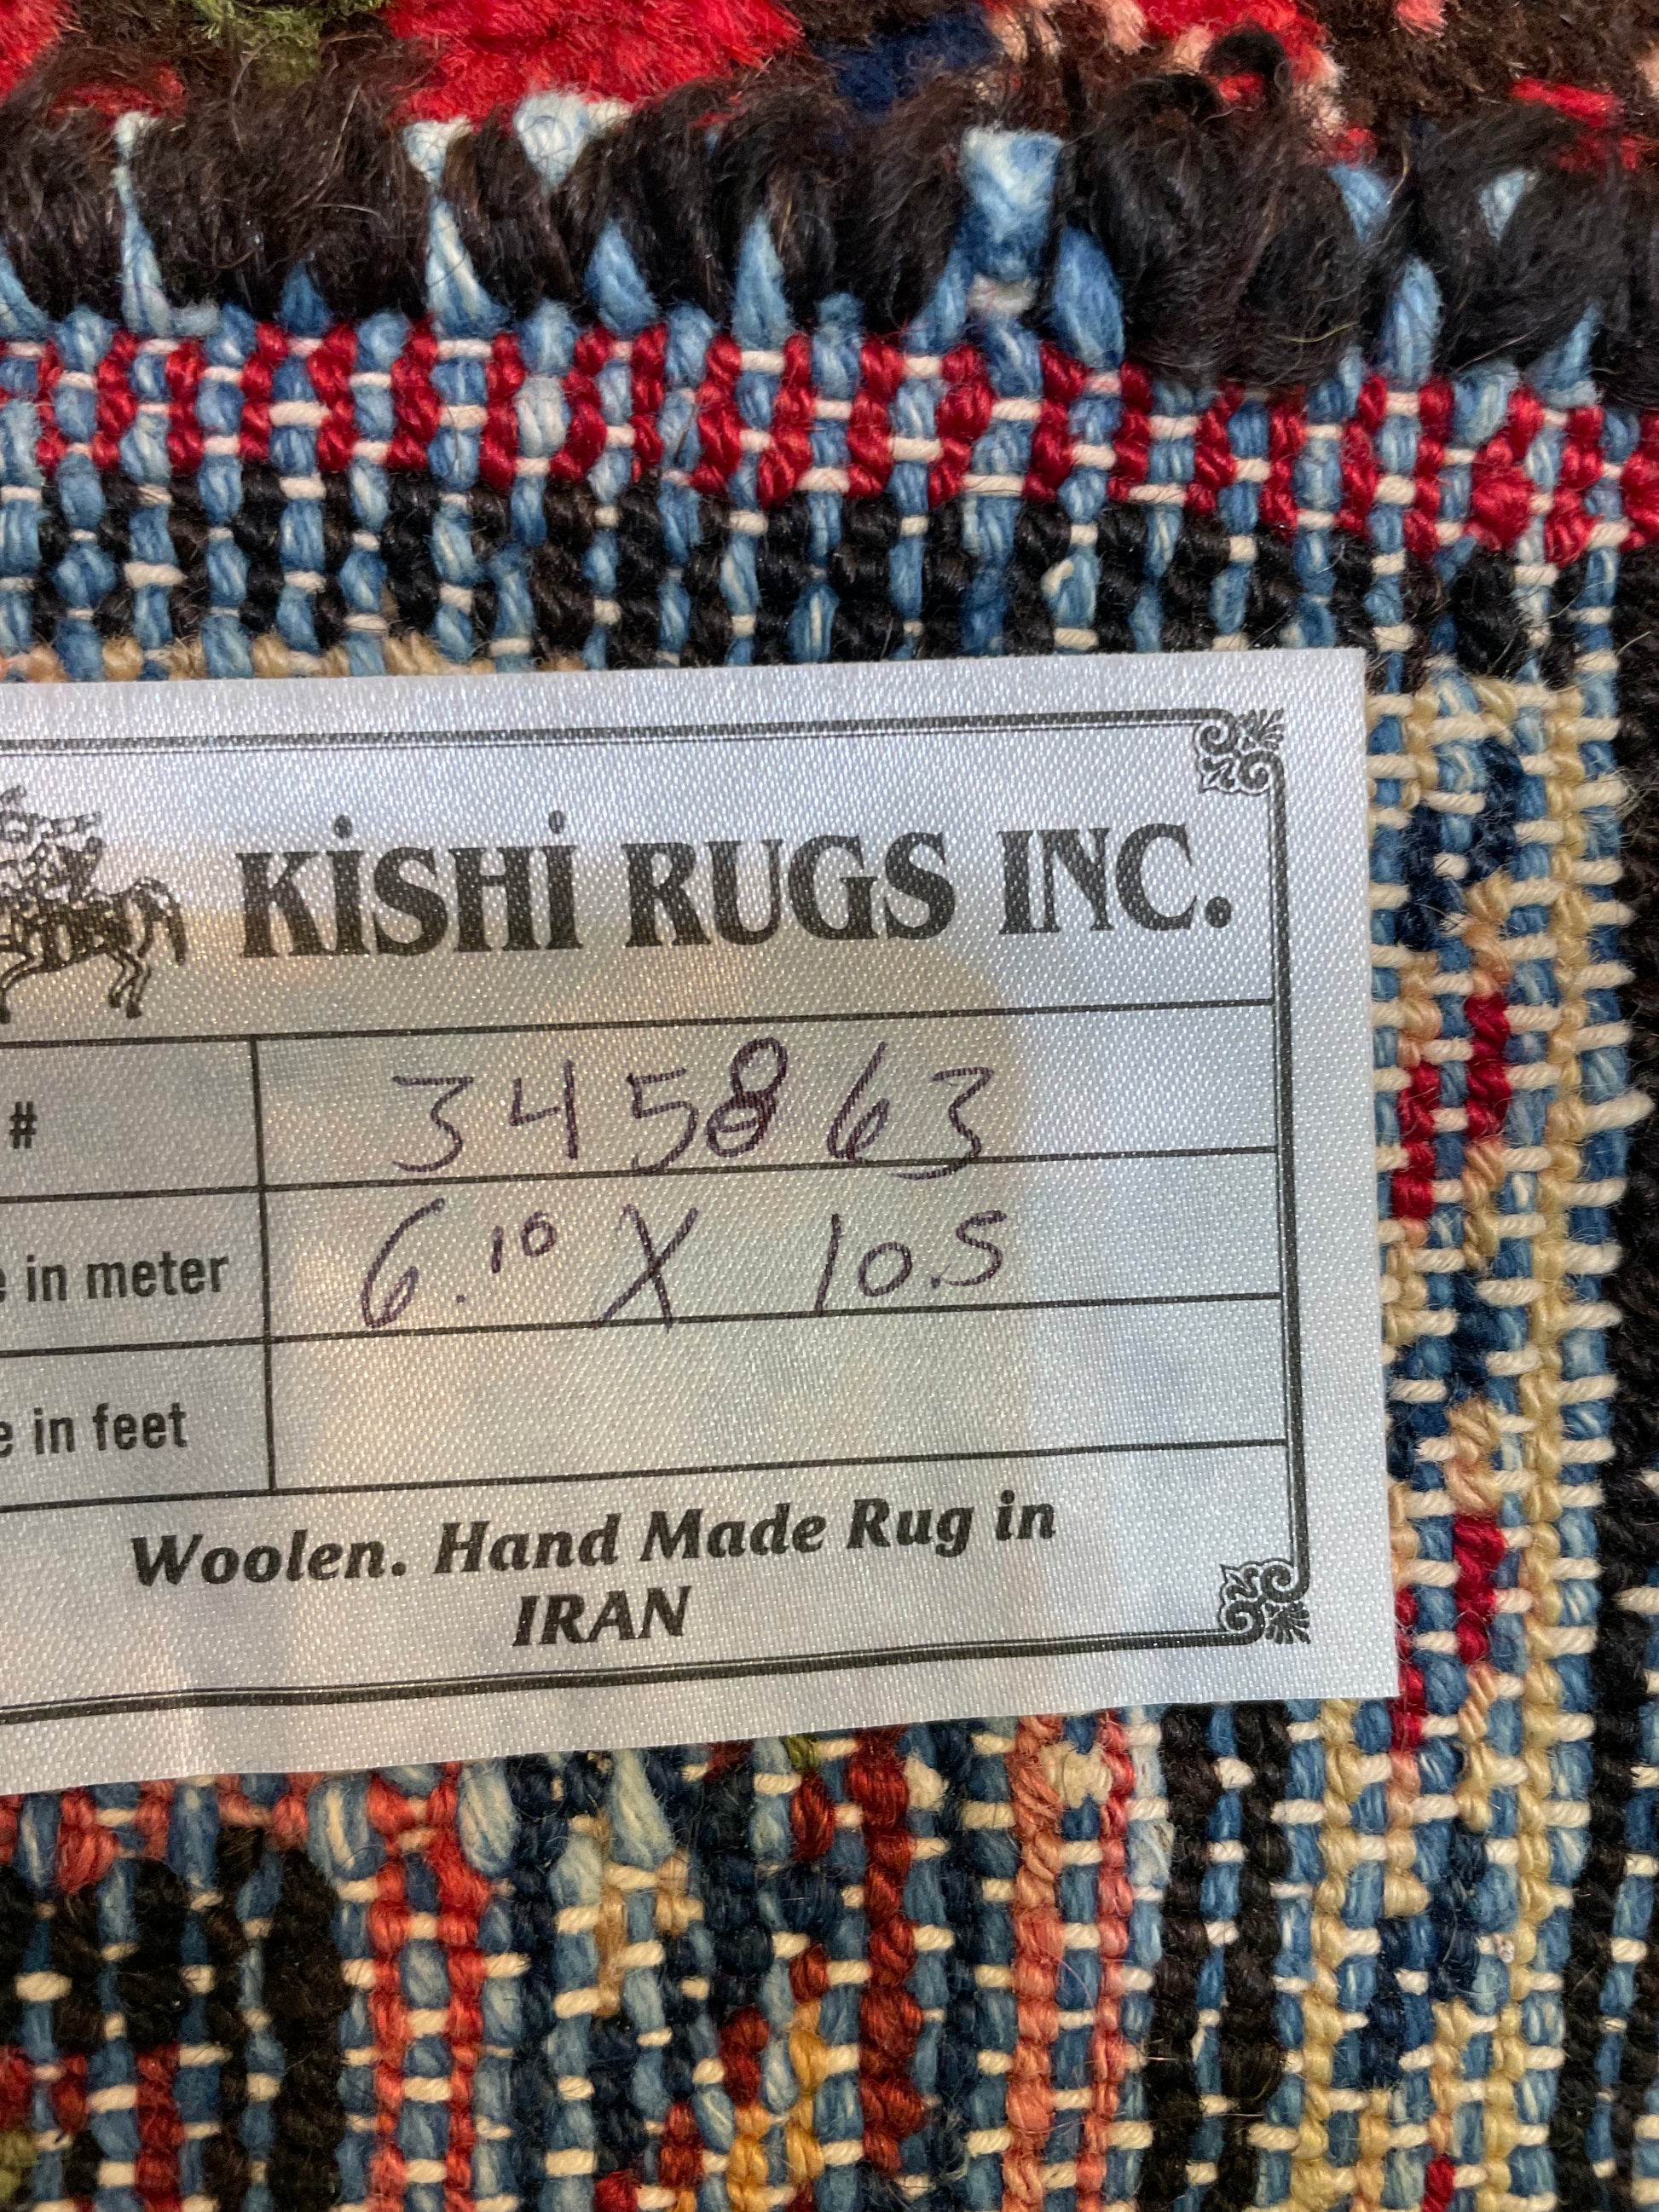 KİSHİ RUGS INC.
# 345863
e in meter 6.10 X 10.5
e in feet
Woolen. Hand Made Rug in
IRAN